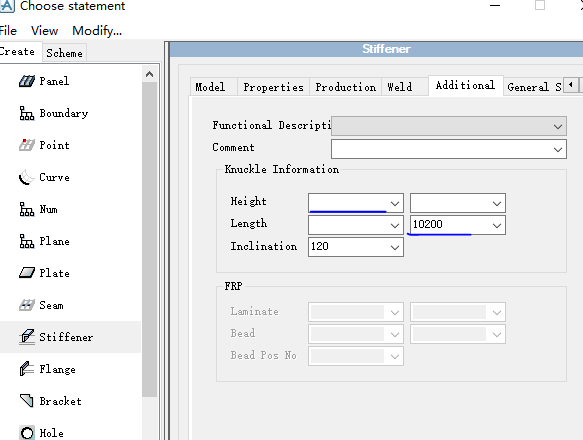 Choose statement
File View Modify...
Create Scheme
Stiffener
Panel
Boundary
Point
Curve
Num
Plane
Plate
Seam
Stiffener
Flange
Bracket
Hole
Model Properties Production Weld Additional General S
Functional Descripti
Comment
Knuckle Information
Height
Length 10200
Inclination 120
FRP
Laminate
Bead
Bead Pos No